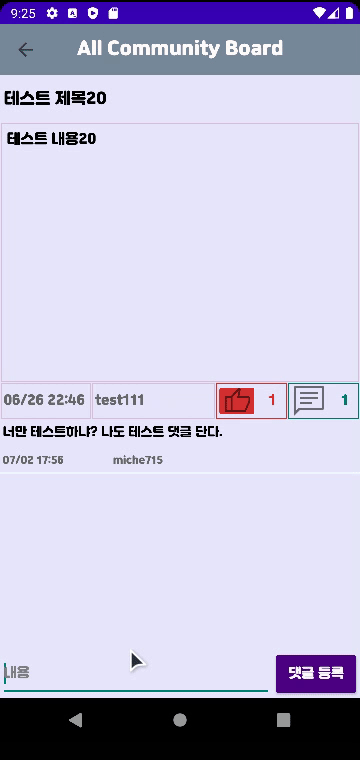 9:25
All Community Board
테스트 제목20
테스트 내용20
06/26 22:46 test111 1 1
너만 테스트하냐? 나도 테스트 댓글 단다.
07/02 17:56 miche715
내용 댓글 등록